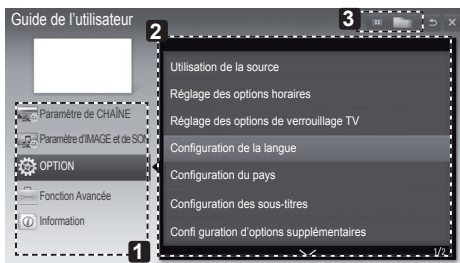 Guide de l'utilisateur
2
3
Utilisation de la source
Paramètre de CHAÎNE
Réglage des options horaires
Paramètre d'IMAGE et de SON
Réglage des options de verrouillage TV
OPTION
Configuration de la langue
Fonction Avancée
Configuration du pays
Information
Configuration des sous-titres
Confi guration d'options supplémentaires
1
1/2